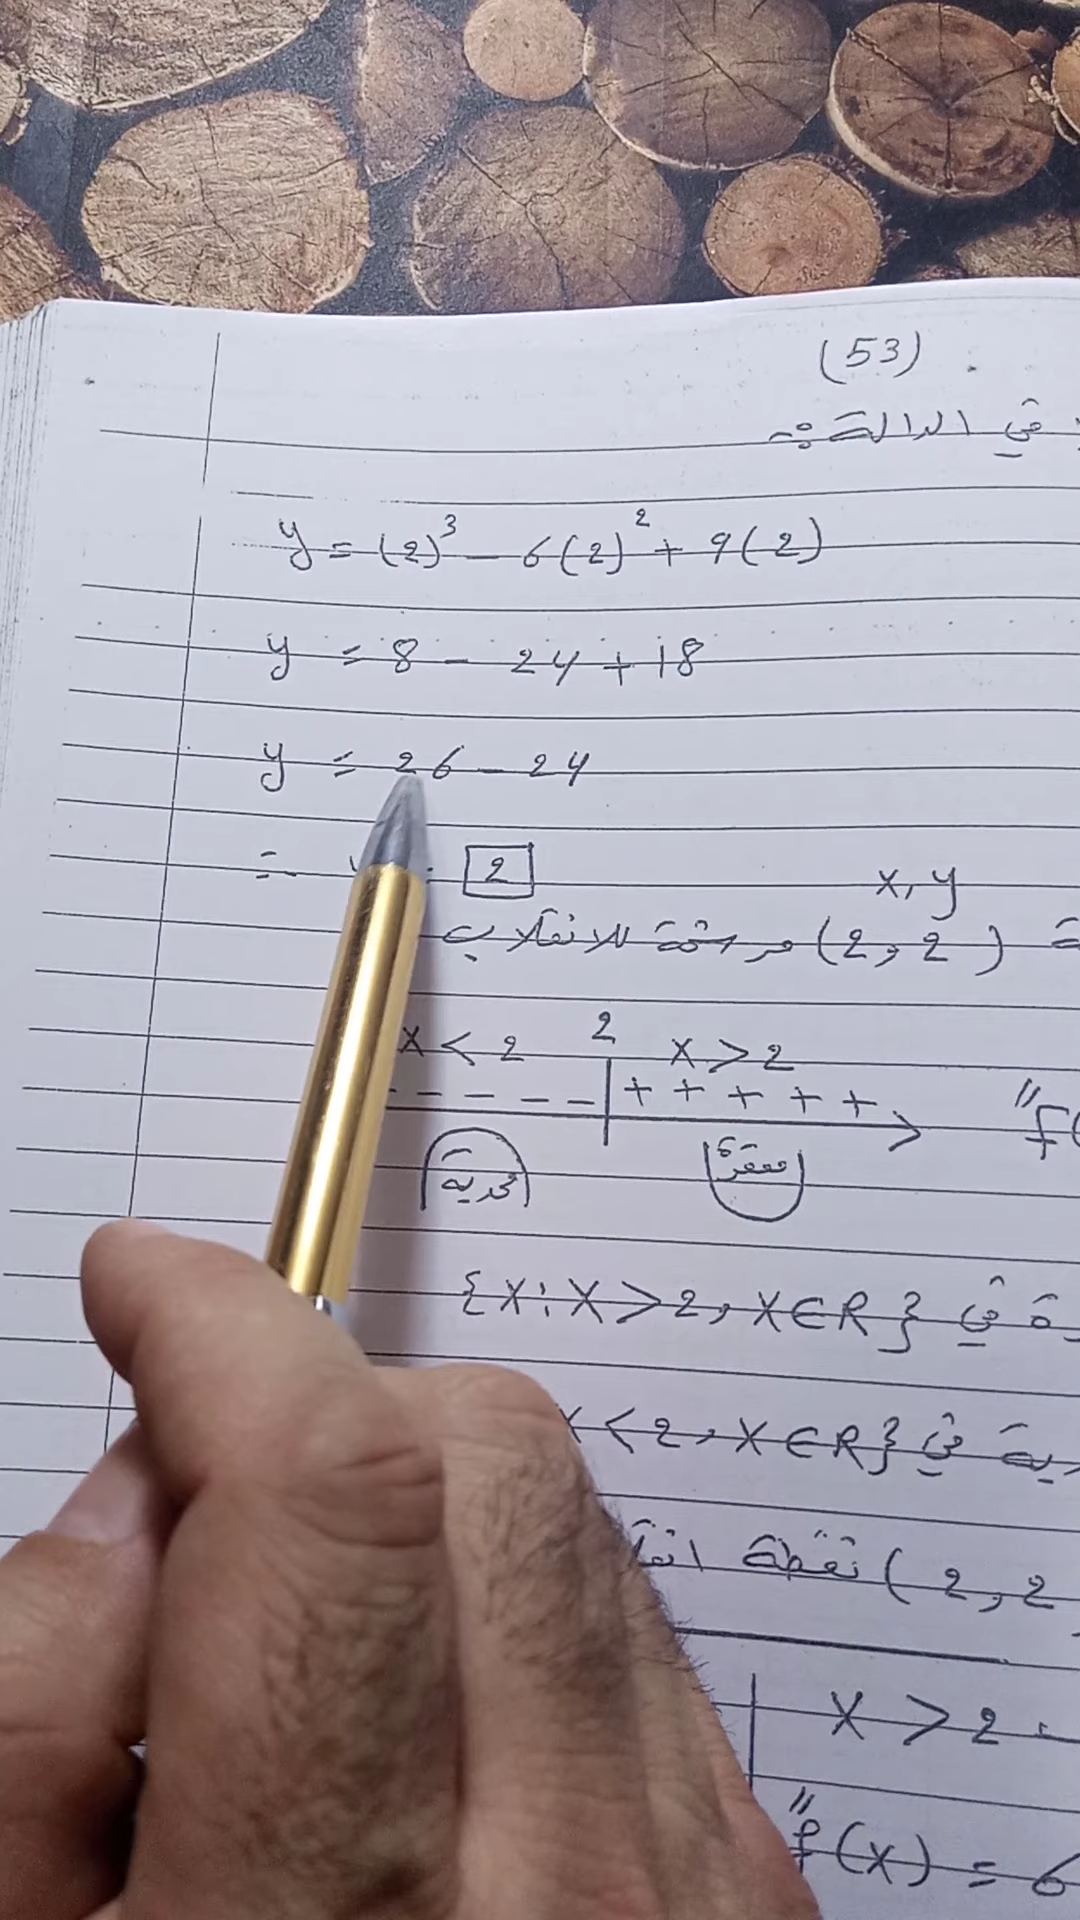 (53)
في الدالة :-
y = (2)³ - 6(2)² + 9(2)
y = 8 - 24 + 18
y = 26 - 24
2
x, y
(2, 2) مرشحة للانقلاب
x < 2 2 x > 2
- - - - - + + + + +
محدبة مقعرة
{X: X > 2, X ∈ R} في
X < 2, X ∈ R} في
(2, 2 نقطة
X > 2
f''(x) = 6